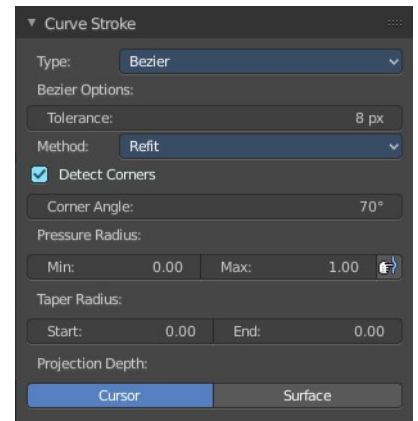 Curve Stroke
Type: Bezier
Bezier Options:
Tolerance: 8 px
Method: Refit
Detect Corners
Corner Angle: 70°
Pressure Radius:
Min: 0.00 Max: 1.00
Taper Radius:
Start: 0.00 End: 0.00
Projection Depth:
Cursor Surface